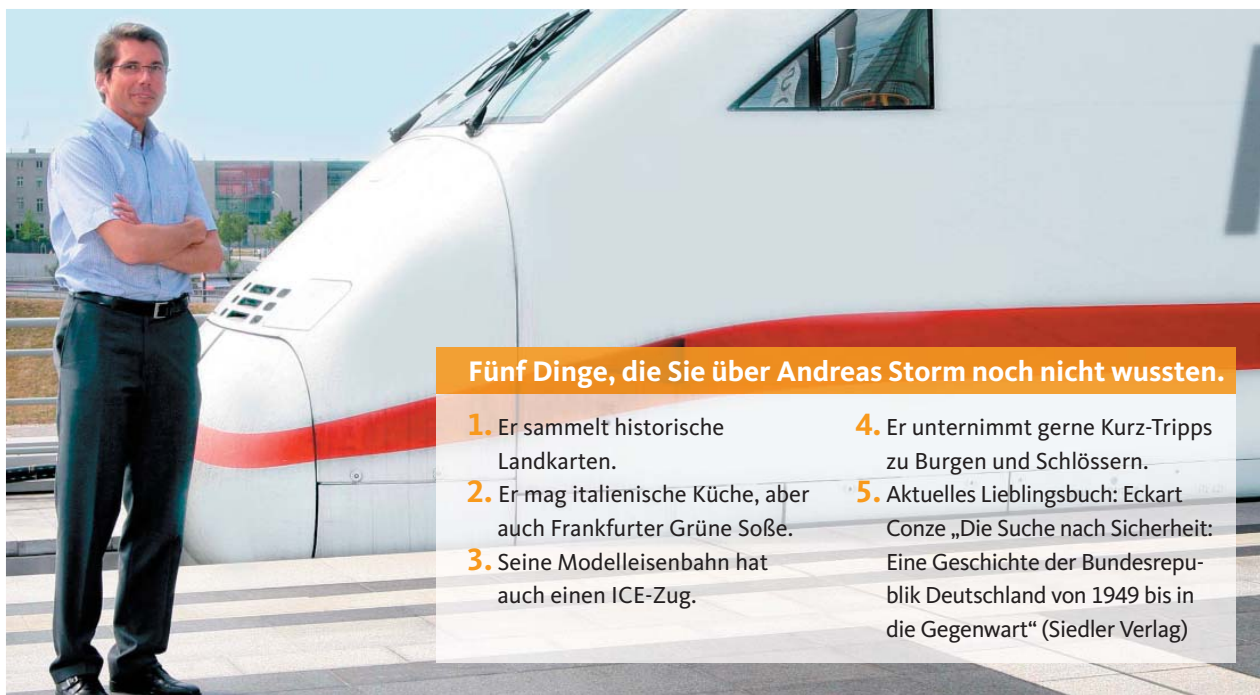 Fünf Dinge, die Sie über Andreas Storm noch nicht wussten.
1. Er sammelt historische
Landkarten.
2. Er mag italienische Küche, aber
auch Frankfurter Grüne Soße.
3. Seine Modelleisenbahn hat
auch einen ICE-Zug.
4. Er unternimmt gerne Kurz-Tripps
zu Burgen und Schlössern.
5. Aktuelles Lieblingsbuch: Eckart
Conze „Die Suche nach Sicherheit:
Eine Geschichte der Bundesrepu-
blik Deutschland von 1949 bis in
die Gegenwart“ (Siedler Verlag)